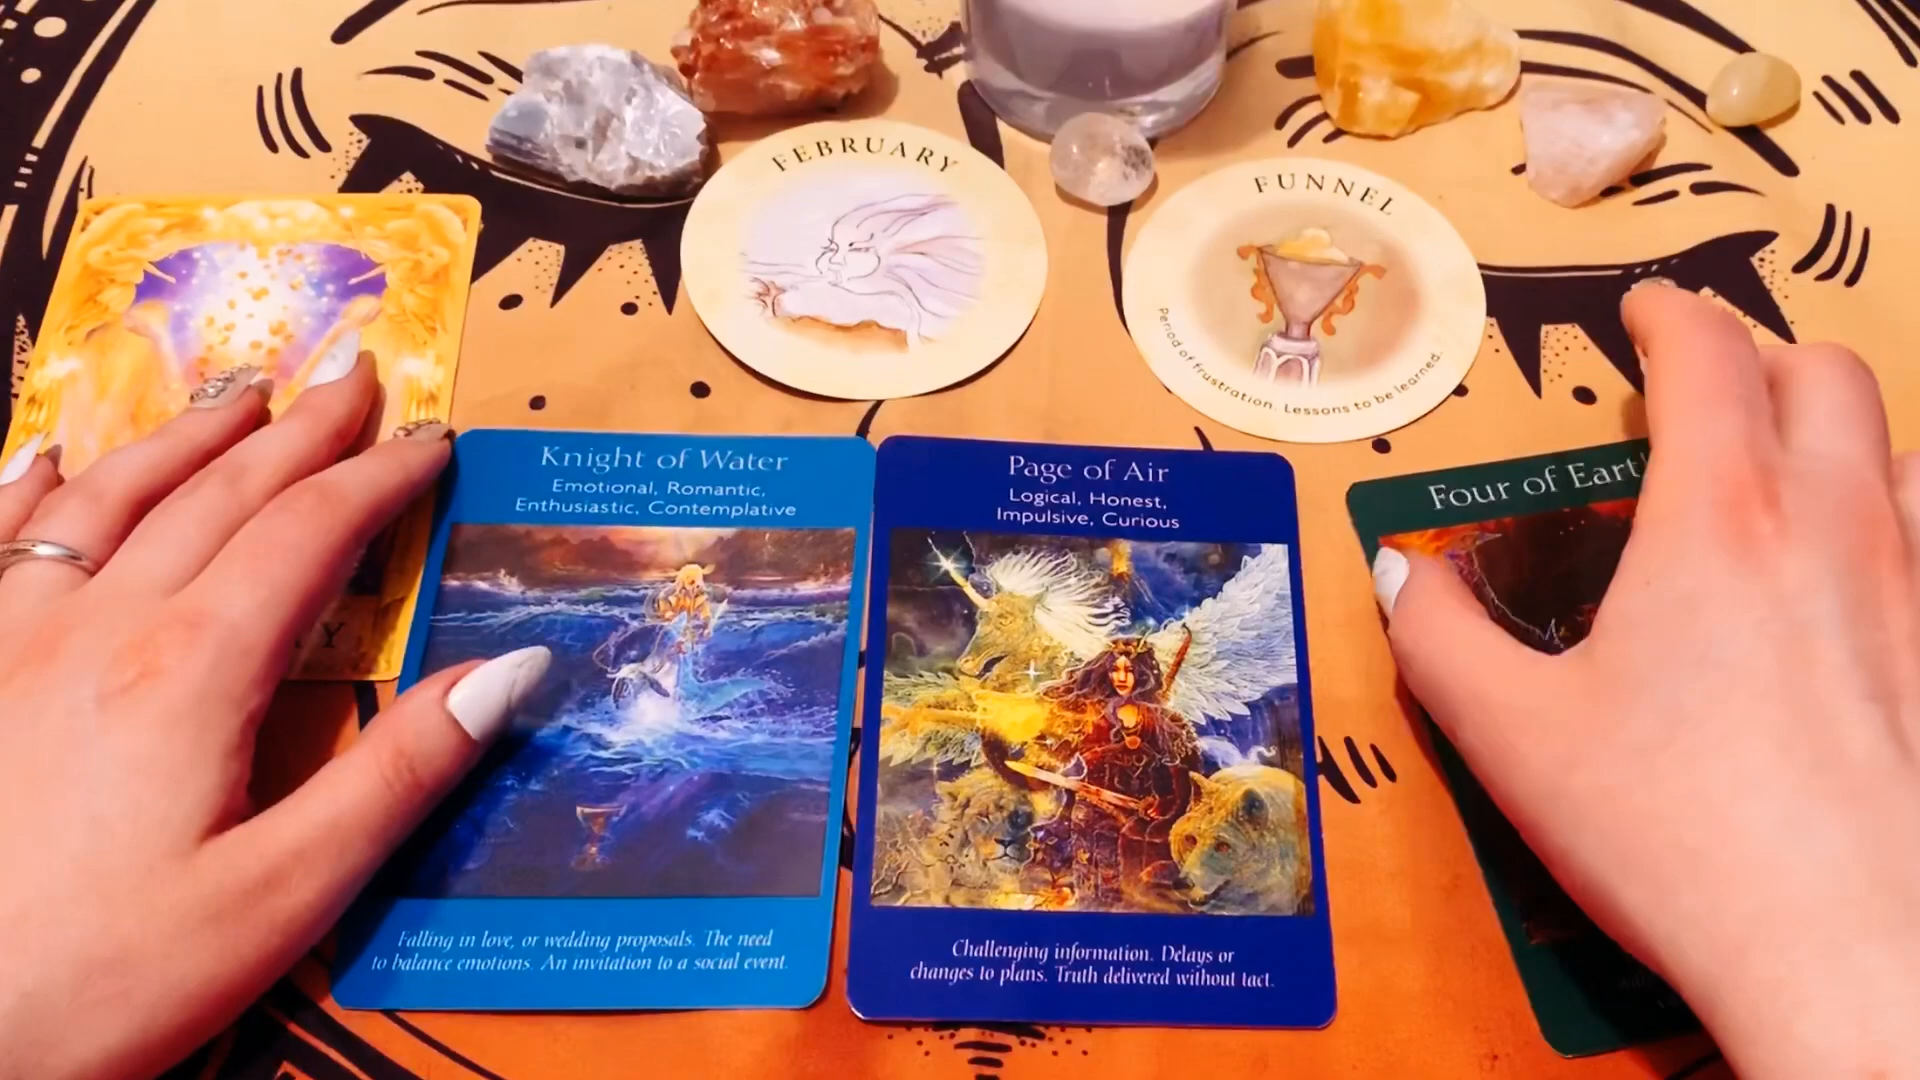 FEBRUARY
FUNNEL
Period of frustration. Lessons to be learned.
Knight of Water
Emotional, Romantic,
Enthusiastic, Contemplative
Falling in love, or wedding proposals. The need
to balance emotions. An invitation to a social event.
Page of Air
Logical, Honest,
Impulsive, Curious
Challenging information. Delays or
changes to plans. Truth delivered without tact.
Four of Eart
Y